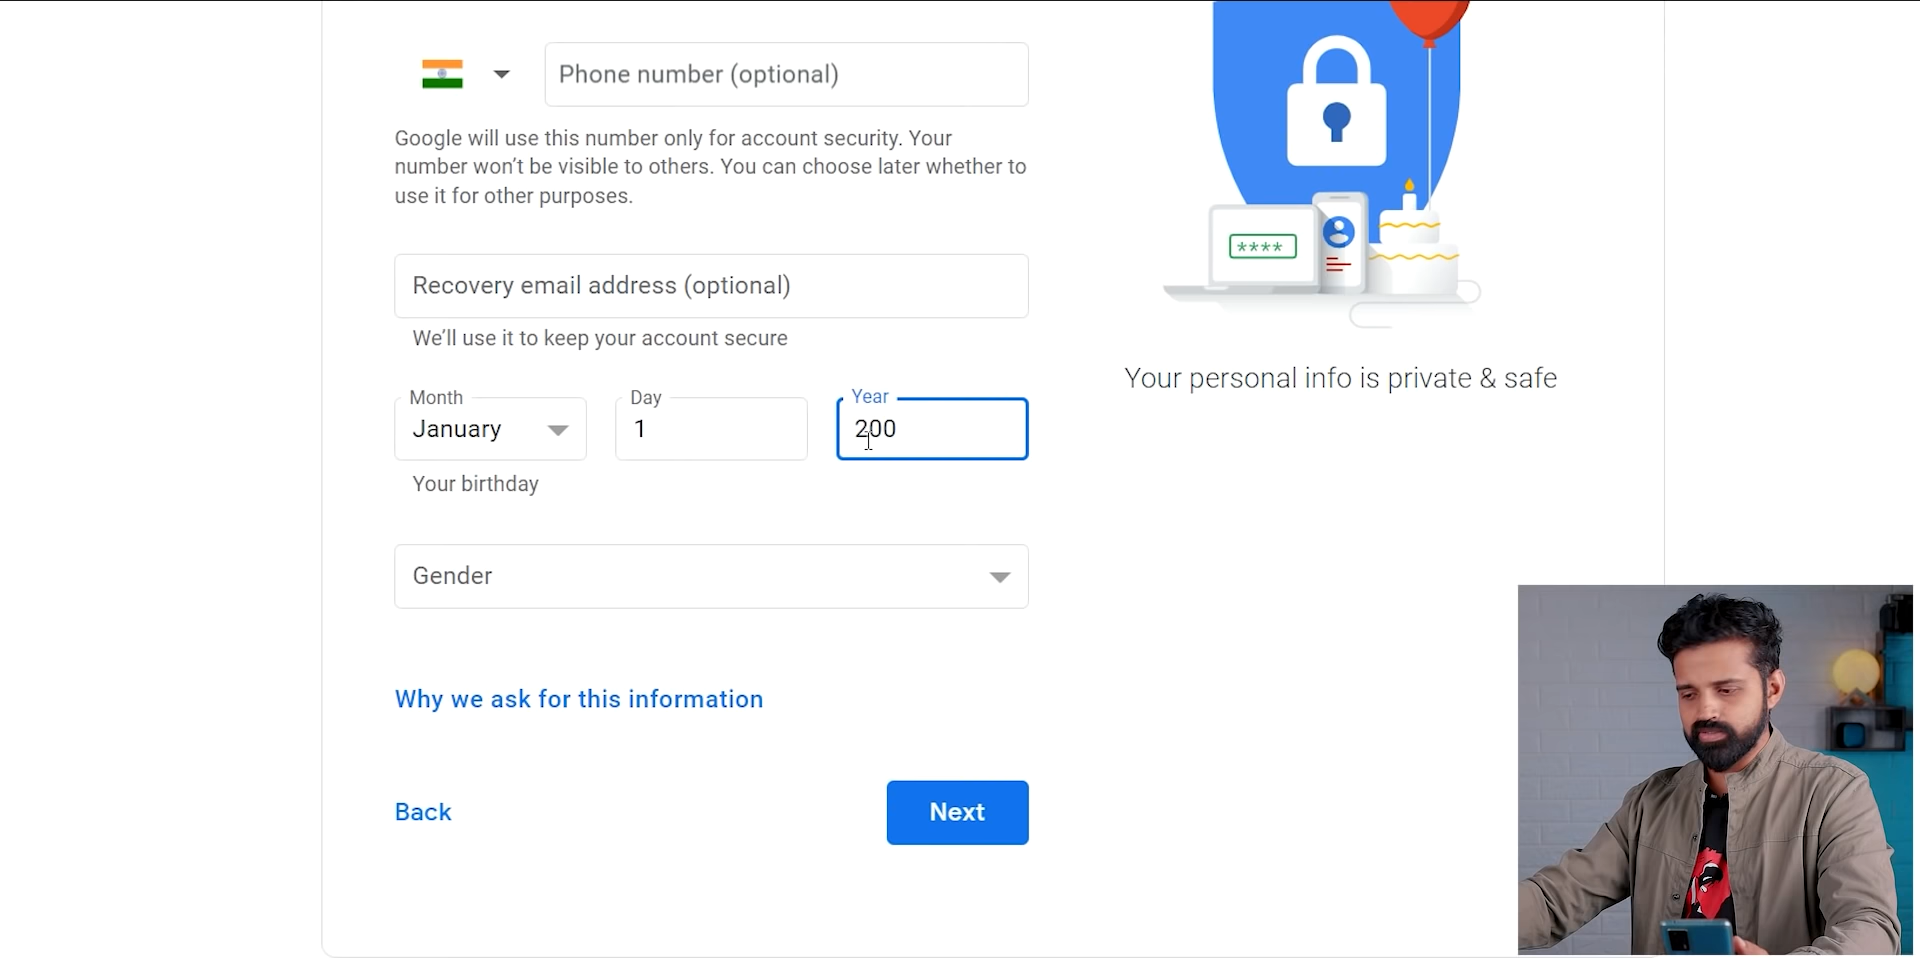 Phone number (optional)
Google will use this number only for account security. Your
number won’t be visible to others. You can choose later whether to
use it for other purposes.
Recovery email address (optional)
We’ll use it to keep your account secure
Month
January
Day
1
Year
200
Your birthday
Gender
Why we ask for this information
Back
Next
****
Your personal info is private & safe